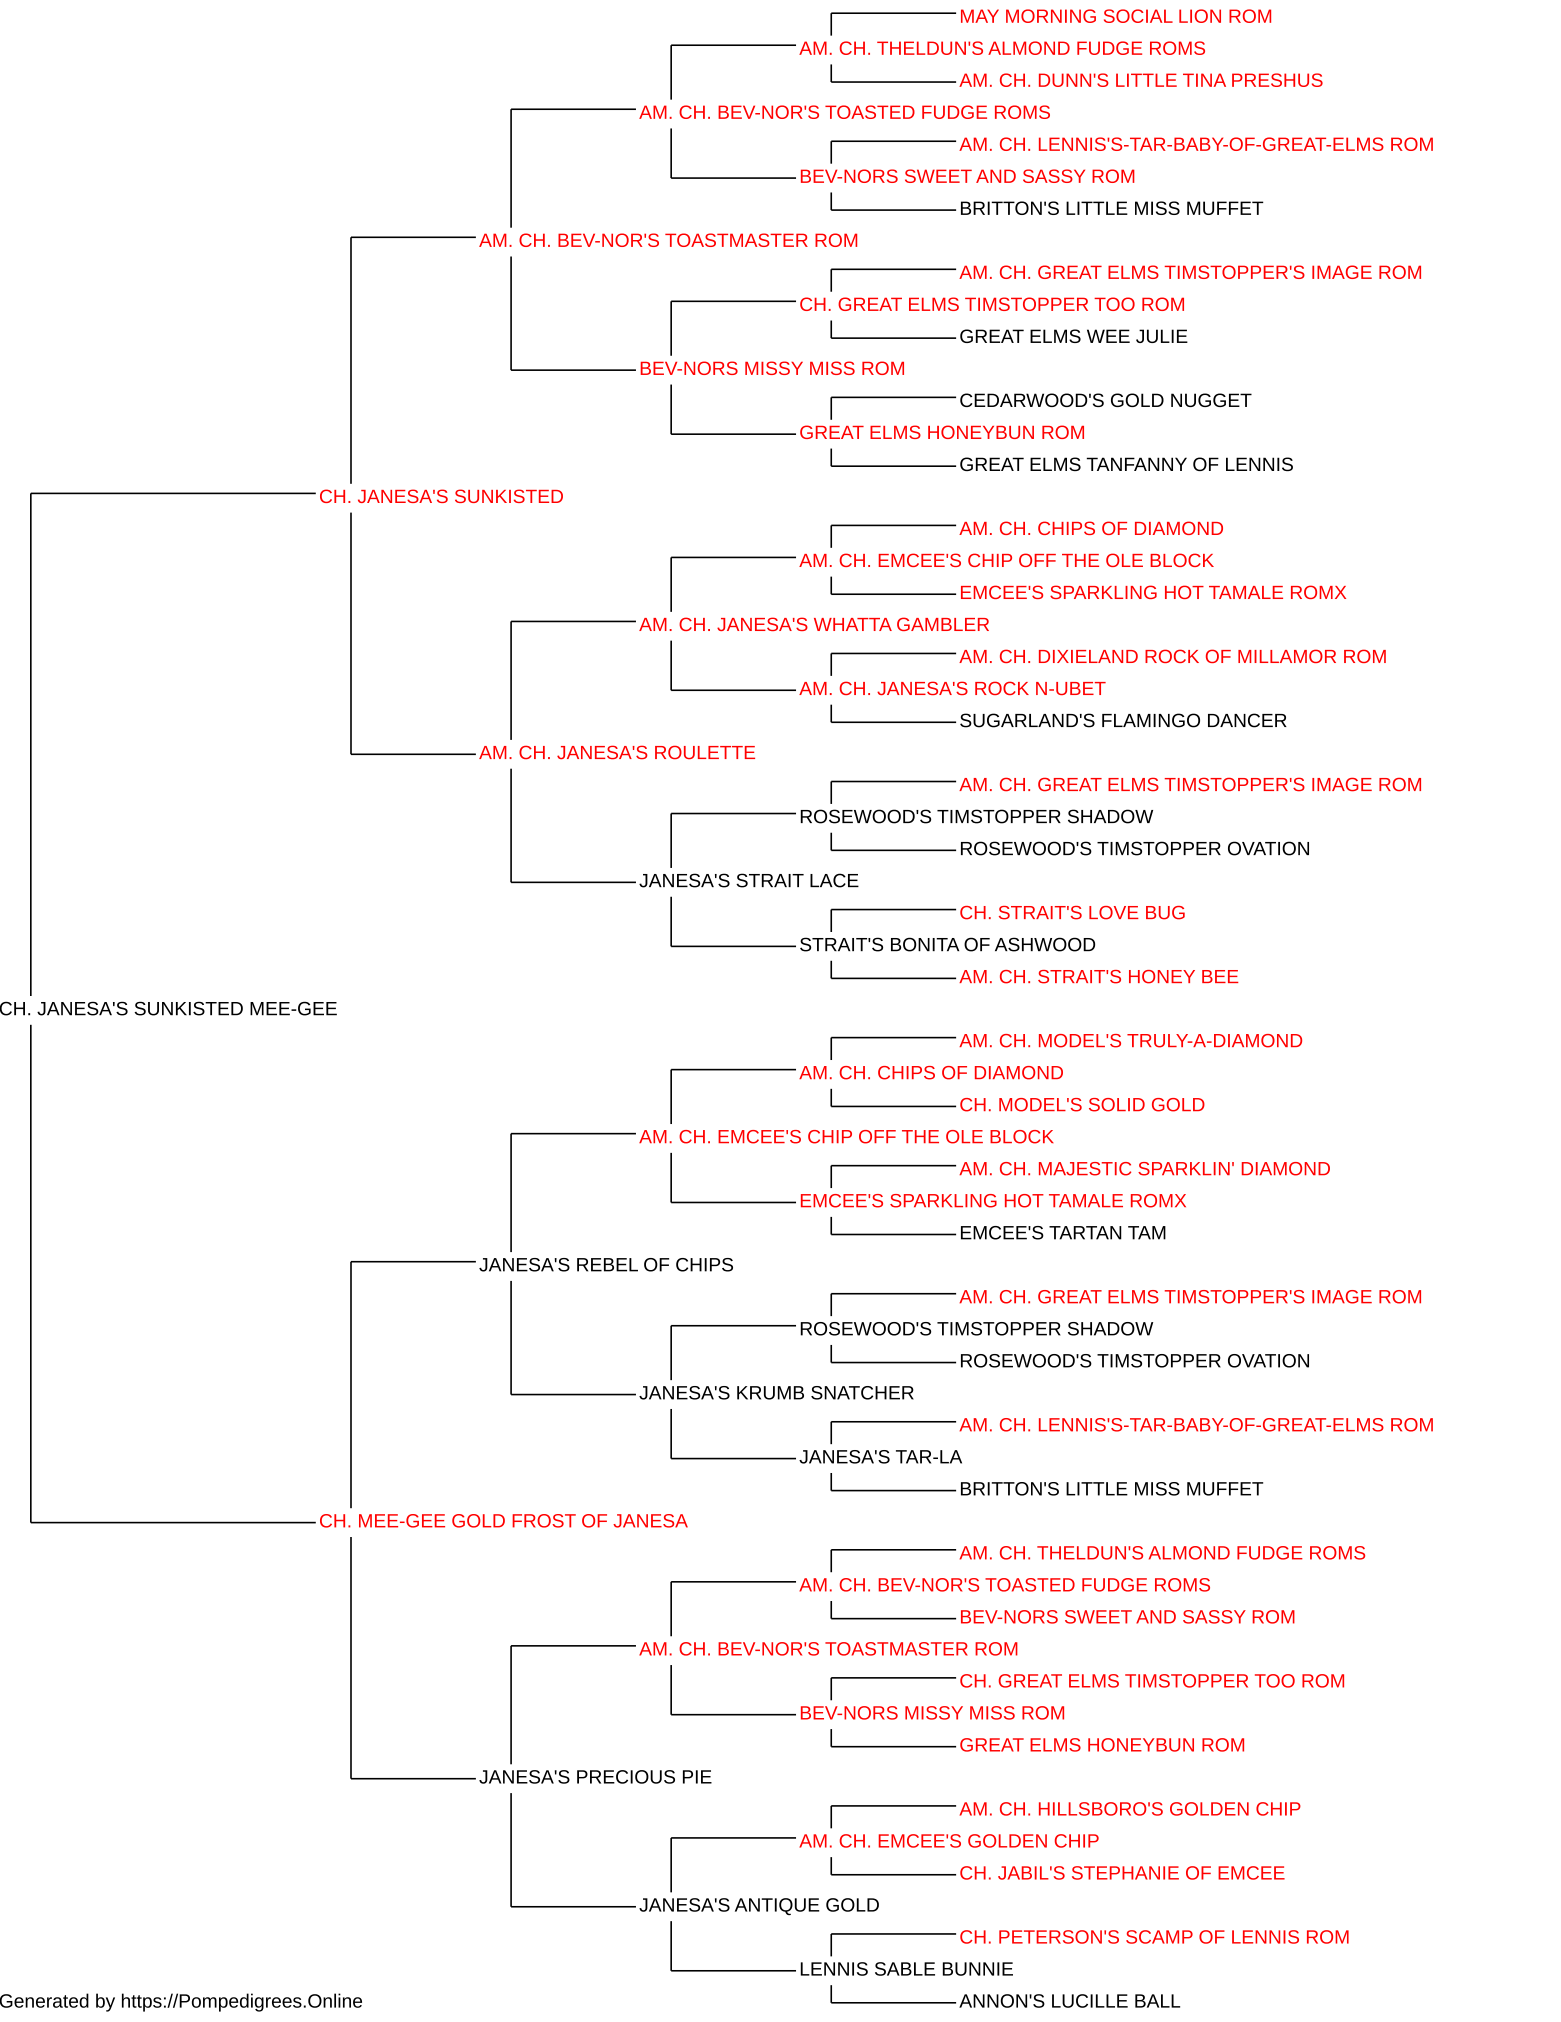 MAY MORNING SOCIAL LION ROM
AM. CH. THELDUN'S ALMOND FUDGE ROMS
AM. CH. DUNN'S LITTLE TINA PRESHUS
AM. CH. BEV-NOR'S TOASTED FUDGE ROMS
AM. CH. LENNIS'S-TAR-BABY-OF-GREAT-ELMS ROM
BEV-NORS SWEET AND SASSY ROM
BRITTON'S LITTLE MISS MUFFET
AM. CH. BEV-NOR'S TOASTMASTER ROM
AM. CH. GREAT ELMS TIMSTOPPER'S IMAGE ROM
CH. GREAT ELMS TIMSTOPPER TOO ROM
GREAT ELMS WEE JULIE
BEV-NORS MISSY MISS ROM
CEDARWOOD'S GOLD NUGGET
GREAT ELMS HONEYBUN ROM
GREAT ELMS TANFANNY OF LENNIS
CH. JANESA'S SUNKISTED
AM. CH. CHIPS OF DIAMOND
AM. CH. EMCEE'S CHIP OFF THE OLE BLOCK
EMCEE'S SPARKLING HOT TAMALE ROMX
AM. CH. JANESA'S WHATTA GAMBLER
AM. CH. DIXIELAND ROCK OF MILLAMOR ROM
AM. CH. JANESA'S ROCK N-UBET
SUGARLAND'S FLAMINGO DANCER
AM. CH. JANESA'S ROULETTE
AM. CH. GREAT ELMS TIMSTOPPER'S IMAGE ROM
ROSEWOOD'S TIMSTOPPER SHADOW
ROSEWOOD'S TIMSTOPPER OVATION
JANESA'S STRAIT LACE
CH. STRAIT'S LOVE BUG
STRAIT'S BONITA OF ASHWOOD
AM. CH. STRAIT'S HONEY BEE
CH. JANESA'S SUNKISTED MEE-GEE
AM. CH. MODEL'S TRULY-A-DIAMOND
AM. CH. CHIPS OF DIAMOND
CH. MODEL'S SOLID GOLD
AM. CH. EMCEE'S CHIP OFF THE OLE BLOCK
AM. CH. MAJESTIC SPARKLIN' DIAMOND
EMCEE'S SPARKLING HOT TAMALE ROMX
EMCEE'S TARTAN TAM
JANESA'S REBEL OF CHIPS
AM. CH. GREAT ELMS TIMSTOPPER'S IMAGE ROM
ROSEWOOD'S TIMSTOPPER SHADOW
ROSEWOOD'S TIMSTOPPER OVATION
JANESA'S KRUMB SNATCHER
AM. CH. LENNIS'S-TAR-BABY-OF-GREAT-ELMS ROM
JANESA'S TAR-LA
BRITTON'S LITTLE MISS MUFFET
CH. MEE-GEE GOLD FROST OF JANESA
AM. CH. THELDUN'S ALMOND FUDGE ROMS
AM. CH. BEV-NOR'S TOASTED FUDGE ROMS
BEV-NORS SWEET AND SASSY ROM
AM. CH. BEV-NOR'S TOASTMASTER ROM
CH. GREAT ELMS TIMSTOPPER TOO ROM
BEV-NORS MISSY MISS ROM
GREAT ELMS HONEYBUN ROM
JANESA'S PRECIOUS PIE
AM. CH. HILLSBORO'S GOLDEN CHIP
AM. CH. EMCEE'S GOLDEN CHIP
CH. JABIL'S STEPHANIE OF EMCEE
JANESA'S ANTIQUE GOLD
CH. PETERSON'S SCAMP OF LENNIS ROM
LENNIS SABLE BUNNIE
ANNON'S LUCILLE BALL
Generated by https://Pompedigrees.Online